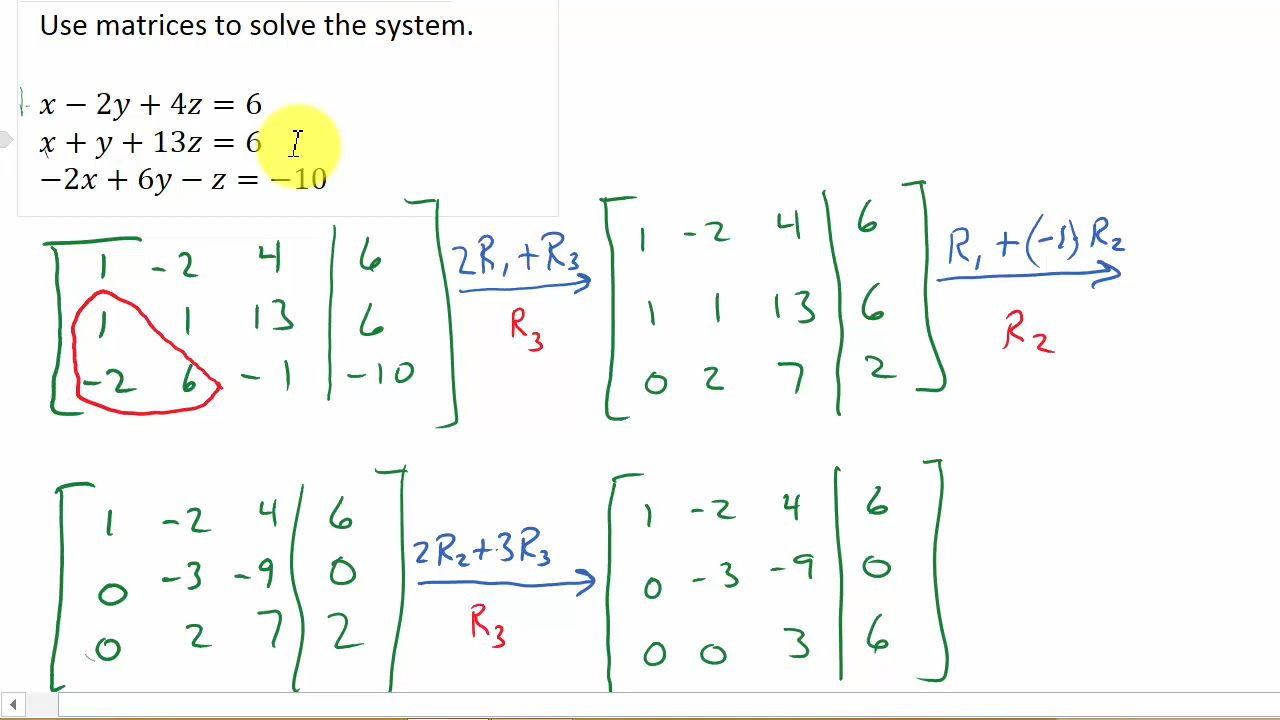 Use matrices to solve the system.
x − 2y + 4z = 6
x + y + 13z = 6
−2x + 6y − z = −10
1 -2 4 | 6
1 1 13 | 6
-2 6 -1 | -10
2R₁+R₃
R₃
1 -2 4 | 6
1 1 13 | 6
0 2 7 | 2
R₁+(-1)R₂
R₂
1 -2 4 | 6
0 -3 -9 | 0
0 2 7 | 2
2R₂+3R₃
R₃
1 -2 4 | 6
0 -3 -9 | 0
0 0 3 | 6